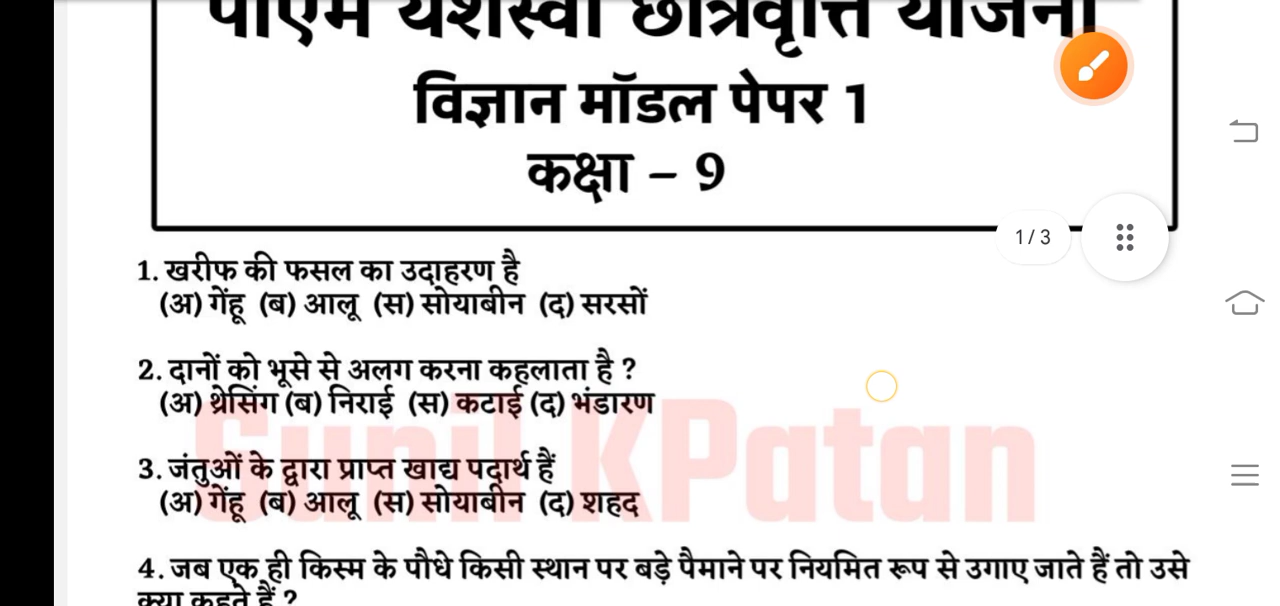 पीएम यशस्वी छात्रवृत्ति योजना
विज्ञान मॉडल पेपर 1
कक्षा – 9
1 / 3
1. खरीफ की फसल का उदाहरण है
(अ) गेंहू (ब) आलू (स) सोयाबीन (द) सरसों
2. दानों को भूसे से अलग करना कहलाता है ?
(अ) थ्रेसिंग (ब) निराई (स) कटाई (द) भंडारण
Sunil KPatan
3. जंतुओं के द्वारा प्राप्त खाद्य पदार्थ हैं
(अ) गेंहू (ब) आलू (स) सोयाबीन (द) शहद
4. जब एक ही किस्म के पौधे किसी स्थान पर बड़े पैमाने पर नियमित रूप से उगाए जाते हैं तो उसे
क्या कहते हैं ?